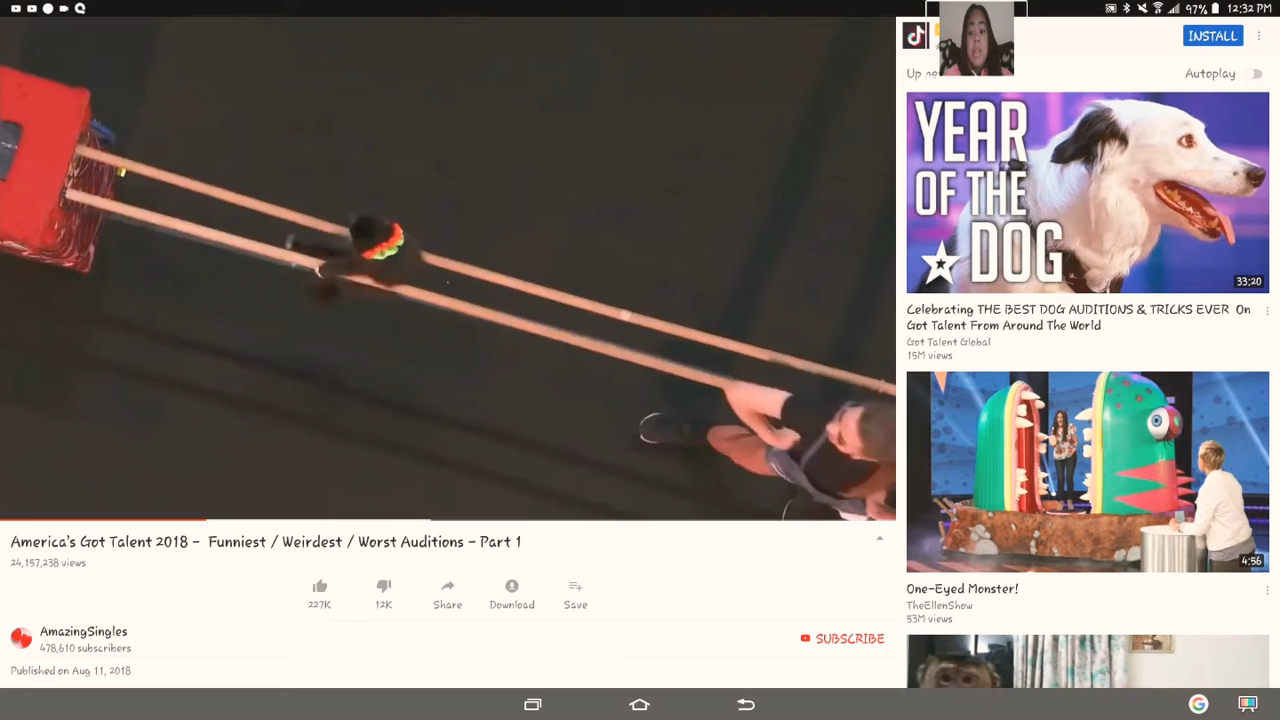 97% 12:32 PM
INSTALL
Up ne
Autoplay
YEAR
OF THE
DOG
33:20
Celebrating THE BEST DOG AUDITIONS & TRICKS EVER On
Got Talent From Around The World
Got Talent Global
15M views
4:56
One-Eyed Monster!
TheEllenShow
53M views
America's Got Talent 2018 - Funniest / Weirdest / Worst Auditions - Part 1
24,157,238 views
227K
12K
Share
Download
Save
AmazingSingles
478,610 subscribers
SUBSCRIBE
Published on Aug 11, 2018